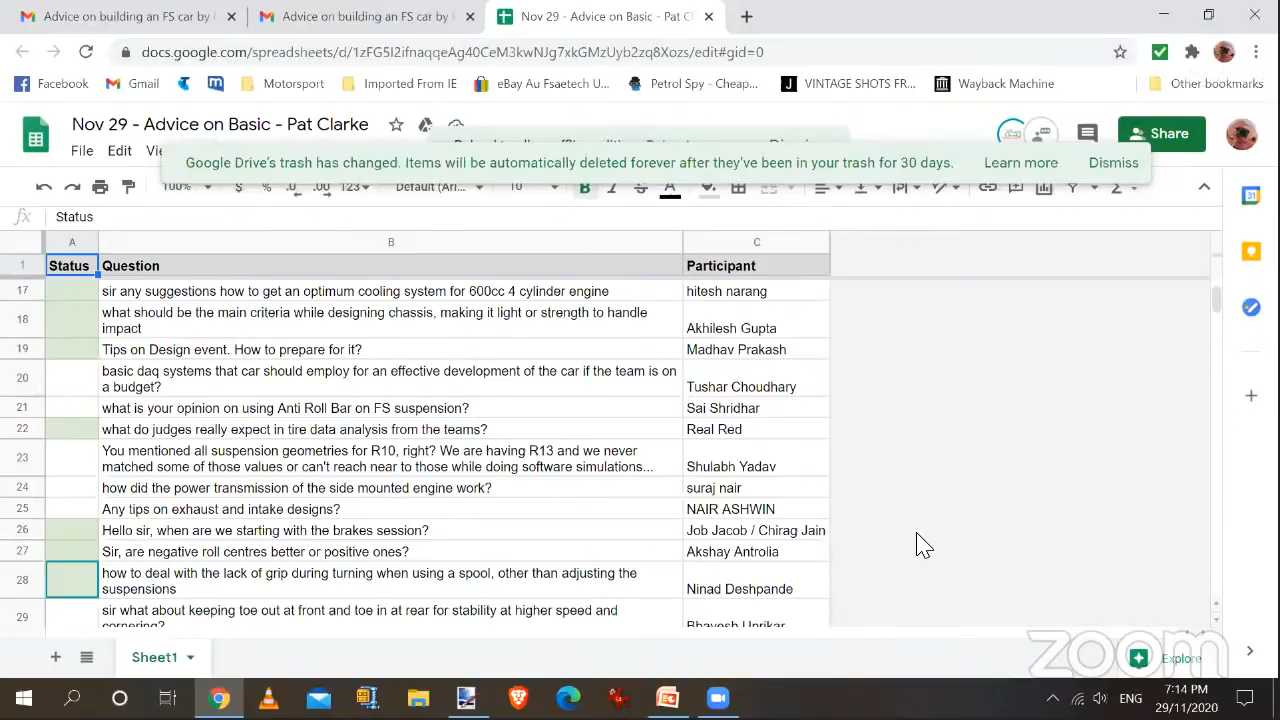 Advice on building an FS car by
Advice on building an FS car by
Nov 29 - Advice on Basic - Pat Cl
docs.google.com/spreadsheets/d/1zFG5I2ifnaqqeAg40CeM3kwNJg7xkGMzUyb2zq8Xozs/edit#gid=0
Facebook
Gmail
Motorsport
Imported From IE
eBay Au Fsaetech U...
Petrol Spy - Cheap...
VINTAGE SHOTS FR...
Wayback Machine
Other bookmarks
Nov 29 - Advice on Basic - Pat Clarke
File Edit Vi
Share
Google Drive's trash has changed. Items will be automatically deleted forever after they've been in your trash for 30 days. Learn more Dismiss
100% $ % .0 .00 123 Default (Ari... 10 B I S A
fx Status
A B C
1 Status Question Participant
17 sir any suggestions how to get an optimum cooling system for 600cc 4 cylinder engine hitesh narang
what should be the main criteria while designing chassis, making it light or strength to handle
18 impact Akhilesh Gupta
19 Tips on Design event. How to prepare for it? Madhav Prakash
basic daq systems that car should employ for an effective development of the car if the team is on
20 a budget? Tushar Choudhary
21 what is your opinion on using Anti Roll Bar on FS suspension? Sai Shridhar
22 what do judges really expect in tire data analysis from the teams? Real Red
You mentioned all suspension geometries for R10, right? We are having R13 and we never
23 matched some of those values or can't reach near to those while doing software simulations... Shulabh Yadav
24 how did the power transmission of the side mounted engine work? suraj nair
25 Any tips on exhaust and intake designs? NAIR ASHWIN
26 Hello sir, when are we starting with the brakes session? Job Jacob / Chirag Jain
27 Sir, are negative roll centres better or positive ones? Akshay Antrolia
how to deal with the lack of grip during turning when using a spool, other than adjusting the
28 suspensions Ninad Deshpande
sir what about keeping toe out at front and toe in at rear for stability at higher speed and
29 cornering? Bhavesh Uprikar
Sheet1
zoom
Explore
ENG
7:14 PM
29/11/2020